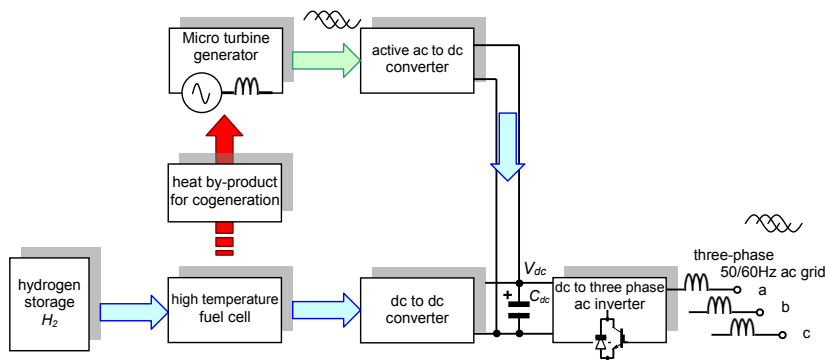 Micro turbine
generator
active ac to dc
converter
heat by-product
for cogeneration
hydrogen
storage
H2
high temperature
fuel cell
dc to dc
converter
Vdc
+
Cdc
dc to three phase
ac inverter
three-phase
50/60Hz ac grid
a
b
c